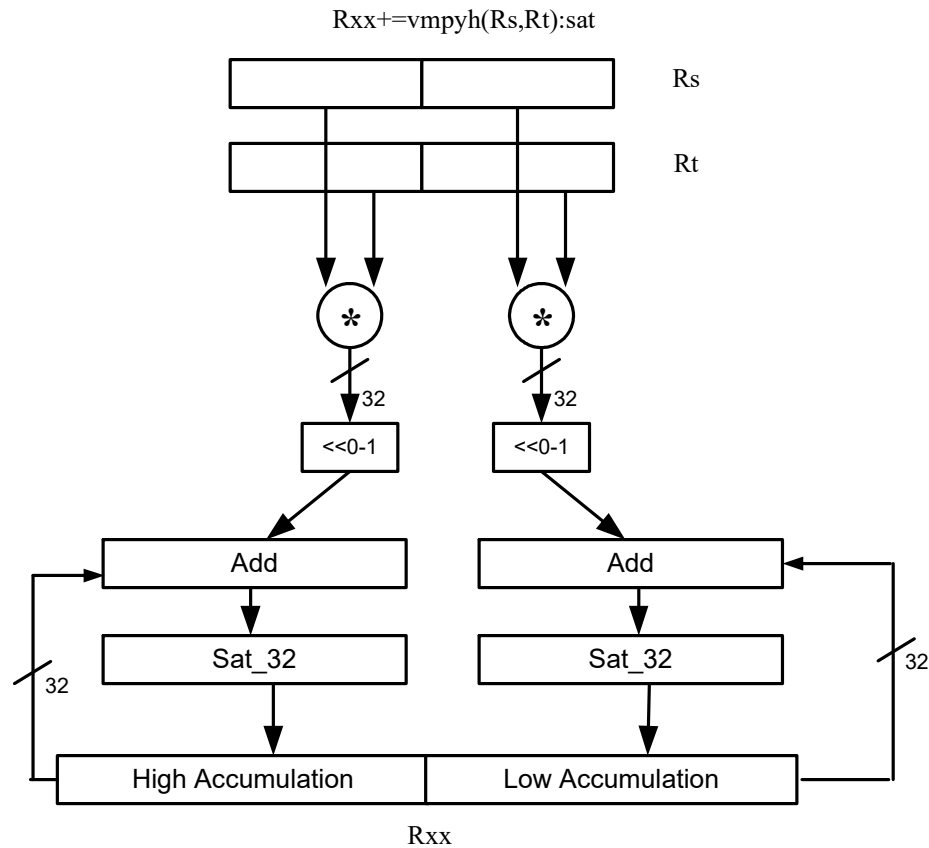 Rxx+=vmpyh(Rs,Rt):sat
Rs
Rt
* *
32 32
<<0-1 <<0-1
Add Add
Sat_32 Sat_32
32 32
High Accumulation Low Accumulation
Rxx